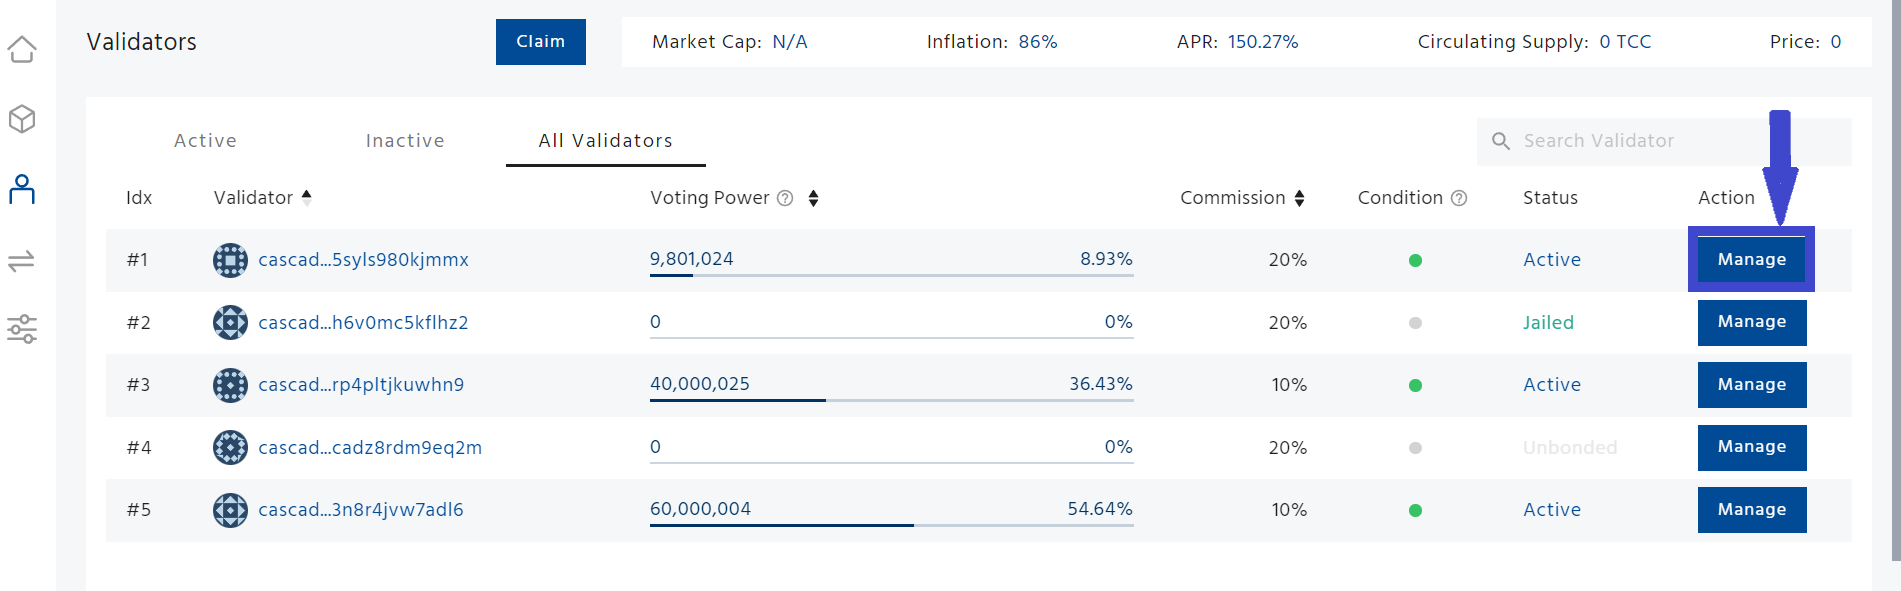 Validators Claim Market Cap: N/A Inflation: 86% APR: 150.27% Circulating Supply: 0 TCC Price: 0
Active Inactive All Validators Search Validator
Idx Validator Voting Power ? Commission Condition ? Status Action
#1 cascad...5syls980kjmmx 9,801,024 8.93% 20% Active Manage
#2 cascad...h6v0mc5kflhz2 0 0% 20% Jailed Manage
#3 cascad...rp4pltjkuwhn9 40,000,025 36.43% 10% Active Manage
#4 cascad...cadz8rdm9eq2m 0 0% 20% Unbonded Manage
#5 cascad...3n8r4jvw7adl6 60,000,004 54.64% 10% Active Manage